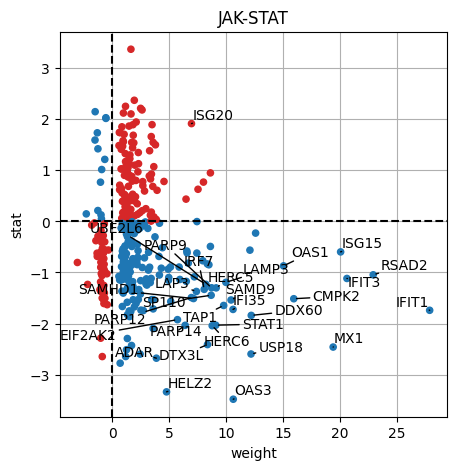 JAK-STAT
3
2
1
0
−1
−2
−3
stat
ISG20
UBE2L6
PARP9
ISG15
OAS1
IRF7
LAMP3
RSAD2
LAP3
HERC5
IFIT3
SAMHD1
SAMD9
SP110
IFI35
CMPK2
IFIT1
PARP12
TAP1
DDX60
PARP14
STAT1
EIF2AK2
HERC6
MX1
ADAR
DTX3L
USP18
HELZ2
OAS3
0 5 10 15 20 25
weight